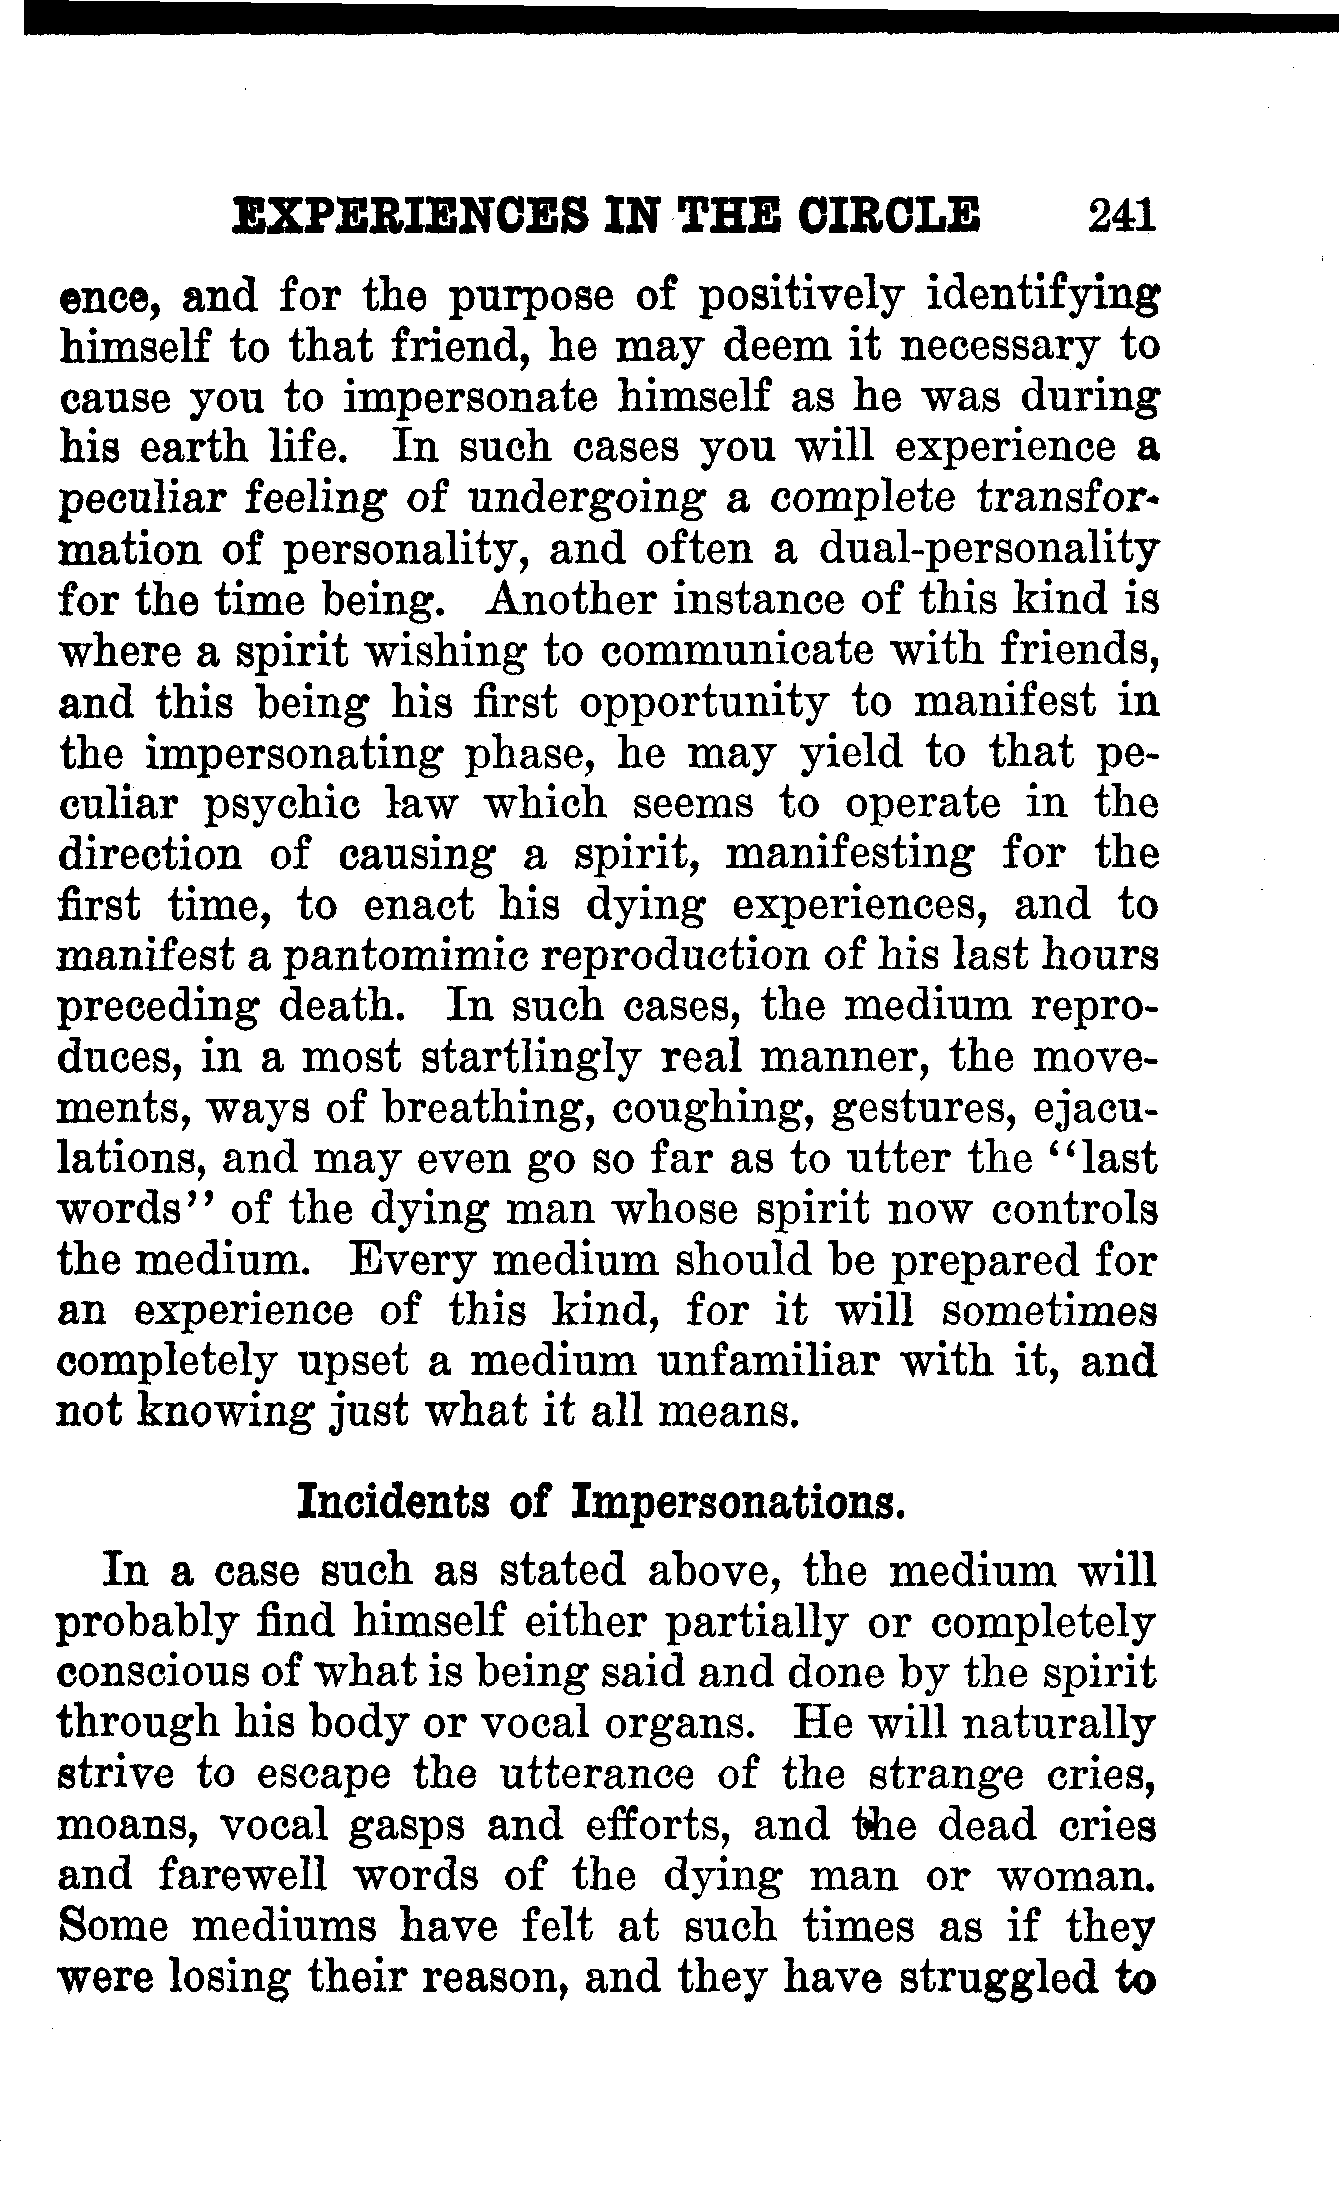 EXPERIENCES IN THE CIRCLE 241
ence, and for the purpose of positively identifying
himself to that friend, he may deem it necessary to
cause you to impersonate himself as he was during
his earth life. In such cases you will experience a
peculiar feeling of undergoing a complete transfor-
mation of personality, and often a dual-personality
for the time being. Another instance of this kind is
where a spirit wishing to communicate with friends,
and this being his first opportunity to manifest in
the impersonating phase, he may yield to that pe-
culiar psychic law which seems to operate in the
direction of causing a spirit, manifesting for the
first time, to enact his dying experiences, and to
manifest a pantomimic reproduction of his last hours
preceding death. In such cases, the medium repro-
duces, in a most startlingly real manner, the move-
ments, ways of breathing, coughing, gestures, ejacu-
lations, and may even go so far as to utter the "last
words" of the dying man whose spirit now controls
the medium. Every medium should be prepared for
an experience of this kind, for it will sometimes
completely upset a medium unfamiliar with it, and
not knowing just what it all means.
Incidents of Impersonations.
In a case such as stated above, the medium will
probably find himself either partially or completely
conscious of what is being said and done by the spirit
through his body or vocal organs. He will naturally
strive to escape the utterance of the strange cries,
moans, vocal gasps and efforts, and the dead cries
and farewell words of the dying man or woman.
Some mediums have felt at such times as if they
were losing their reason, and they have struggled to